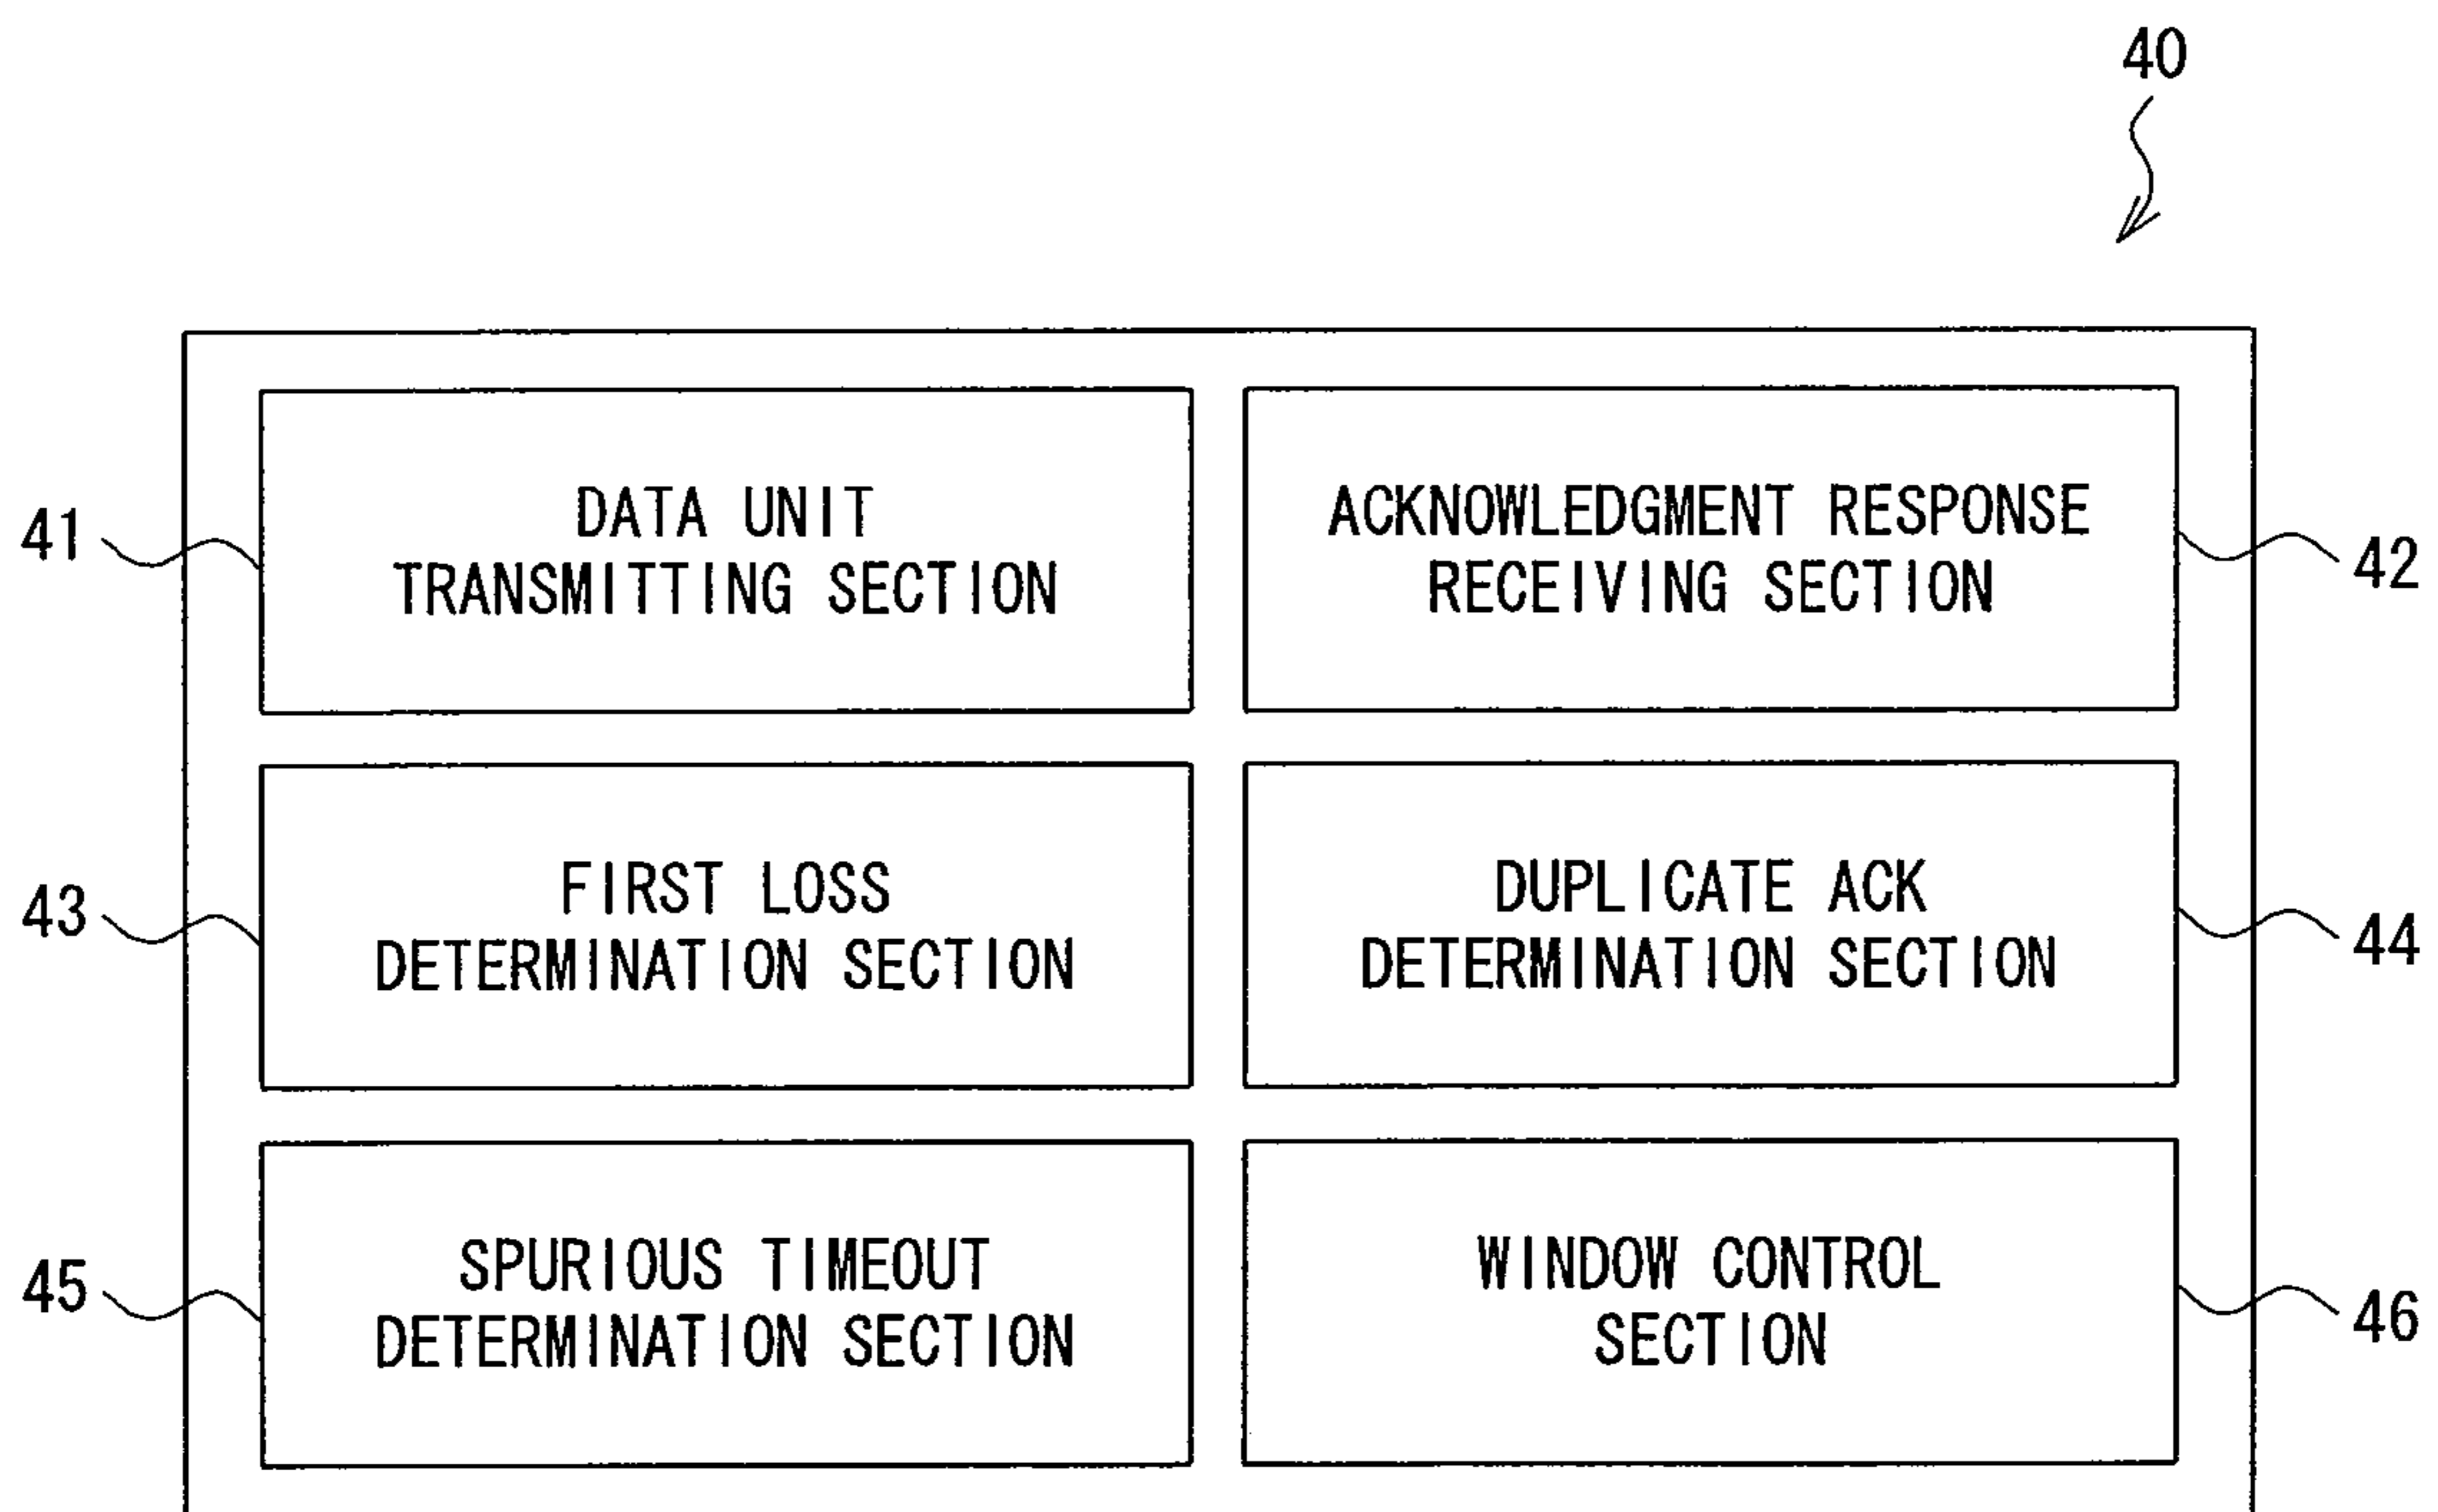 40
41
DATA UNIT
TRANSMITTING SECTION
ACKNOWLEDGMENT RESPONSE
RECEIVING SECTION
42
43
FIRST LOSS
DETERMINATION SECTION
DUPLICATE ACK
DETERMINATION SECTION
44
45
SPURIOUS TIMEOUT
DETERMINATION SECTION
WINDOW CONTROL
SECTION
46